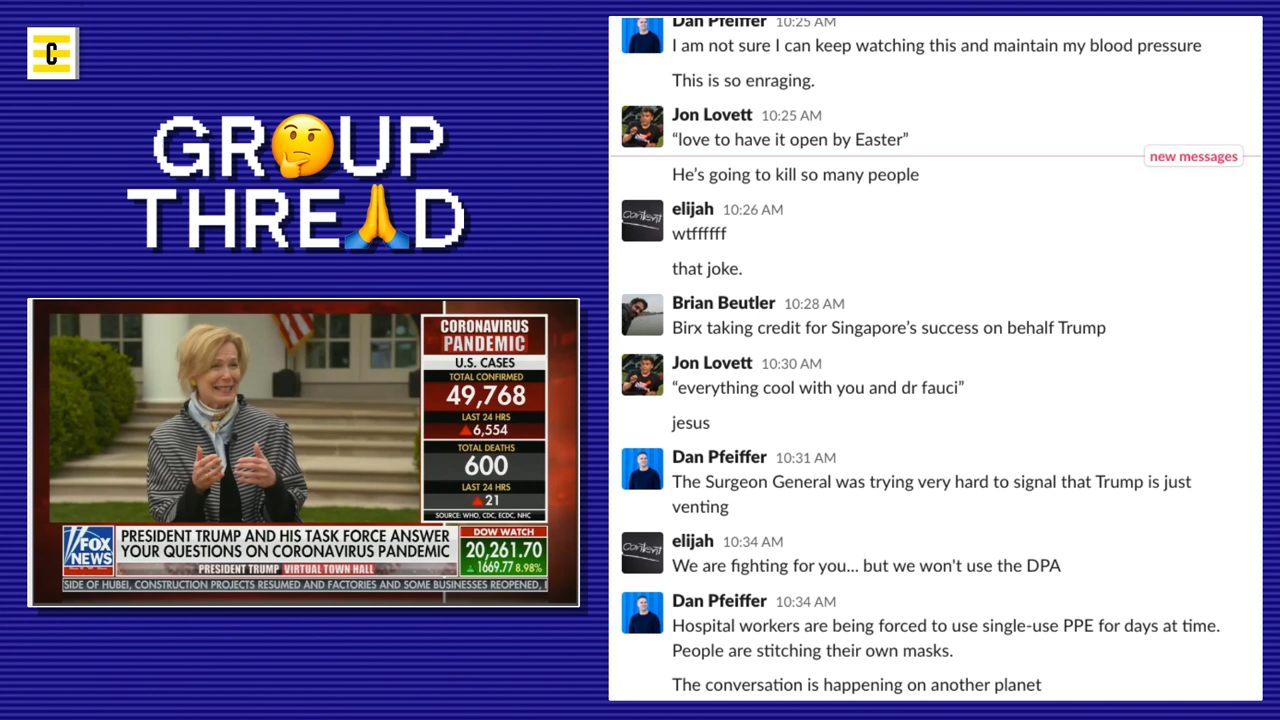 C
GR🤔UP
THRE🙏D
CORONAVIRUS
PANDEMIC
U.S. CASES
TOTAL CONFIRMED
49,768
LAST 24 HRS
▲6,554
TOTAL DEATHS
600
LAST 24 HRS
▲21
SOURCE: WHO, CDC, ECDC, NHC
FOX
NEWS
channel
PRESIDENT TRUMP AND HIS TASK FORCE ANSWER
YOUR QUESTIONS ON CORONAVIRUS PANDEMIC
PRESIDENT TRUMP VIRTUAL TOWN HALL
DOW WATCH
20,261.70
▲ 1669.77 8.98%
SIDE OF HUBEI, CONSTRUCTION PROJECTS RESUMED AND FACTORIES AND SOME BUSINESSES REOPENED,
Dan Pfeiffer 10:25 AM
I am not sure I can keep watching this and maintain my blood pressure
This is so enraging.
Jon Lovett 10:25 AM
“love to have it open by Easter”
new messages
He’s going to kill so many people
content
elijah 10:26 AM
wtffffff
that joke.
Brian Beutler 10:28 AM
Birx taking credit for Singapore’s success on behalf Trump
Jon Lovett 10:30 AM
“everything cool with you and dr fauci”
jesus
Dan Pfeiffer 10:31 AM
The Surgeon General was trying very hard to signal that Trump is just
venting
content
elijah 10:34 AM
We are fighting for you... but we won't use the DPA
Dan Pfeiffer 10:34 AM
Hospital workers are being forced to use single-use PPE for days at time.
People are stitching their own masks.
The conversation is happening on another planet